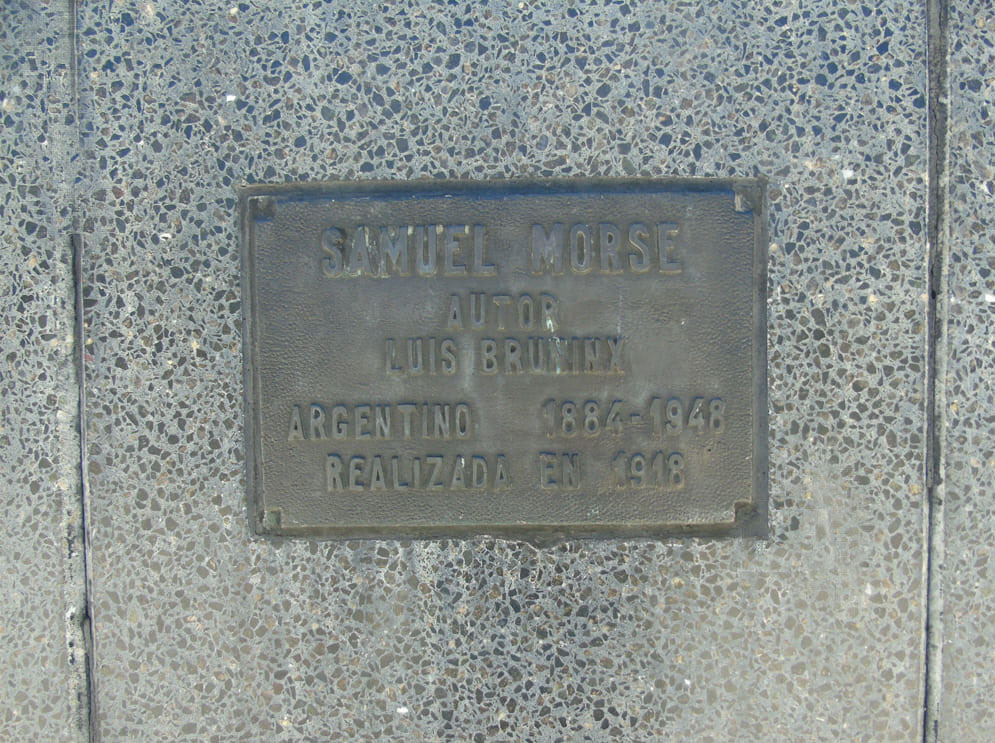 SAMUEL MORSE
AUTOR
LUIS BRUNINX
ARGENTINO 1884-1948
REALIZADA EN 1918